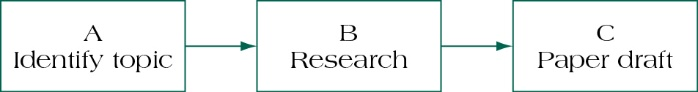 A
Identify topic
B
Research
C
Paper draft